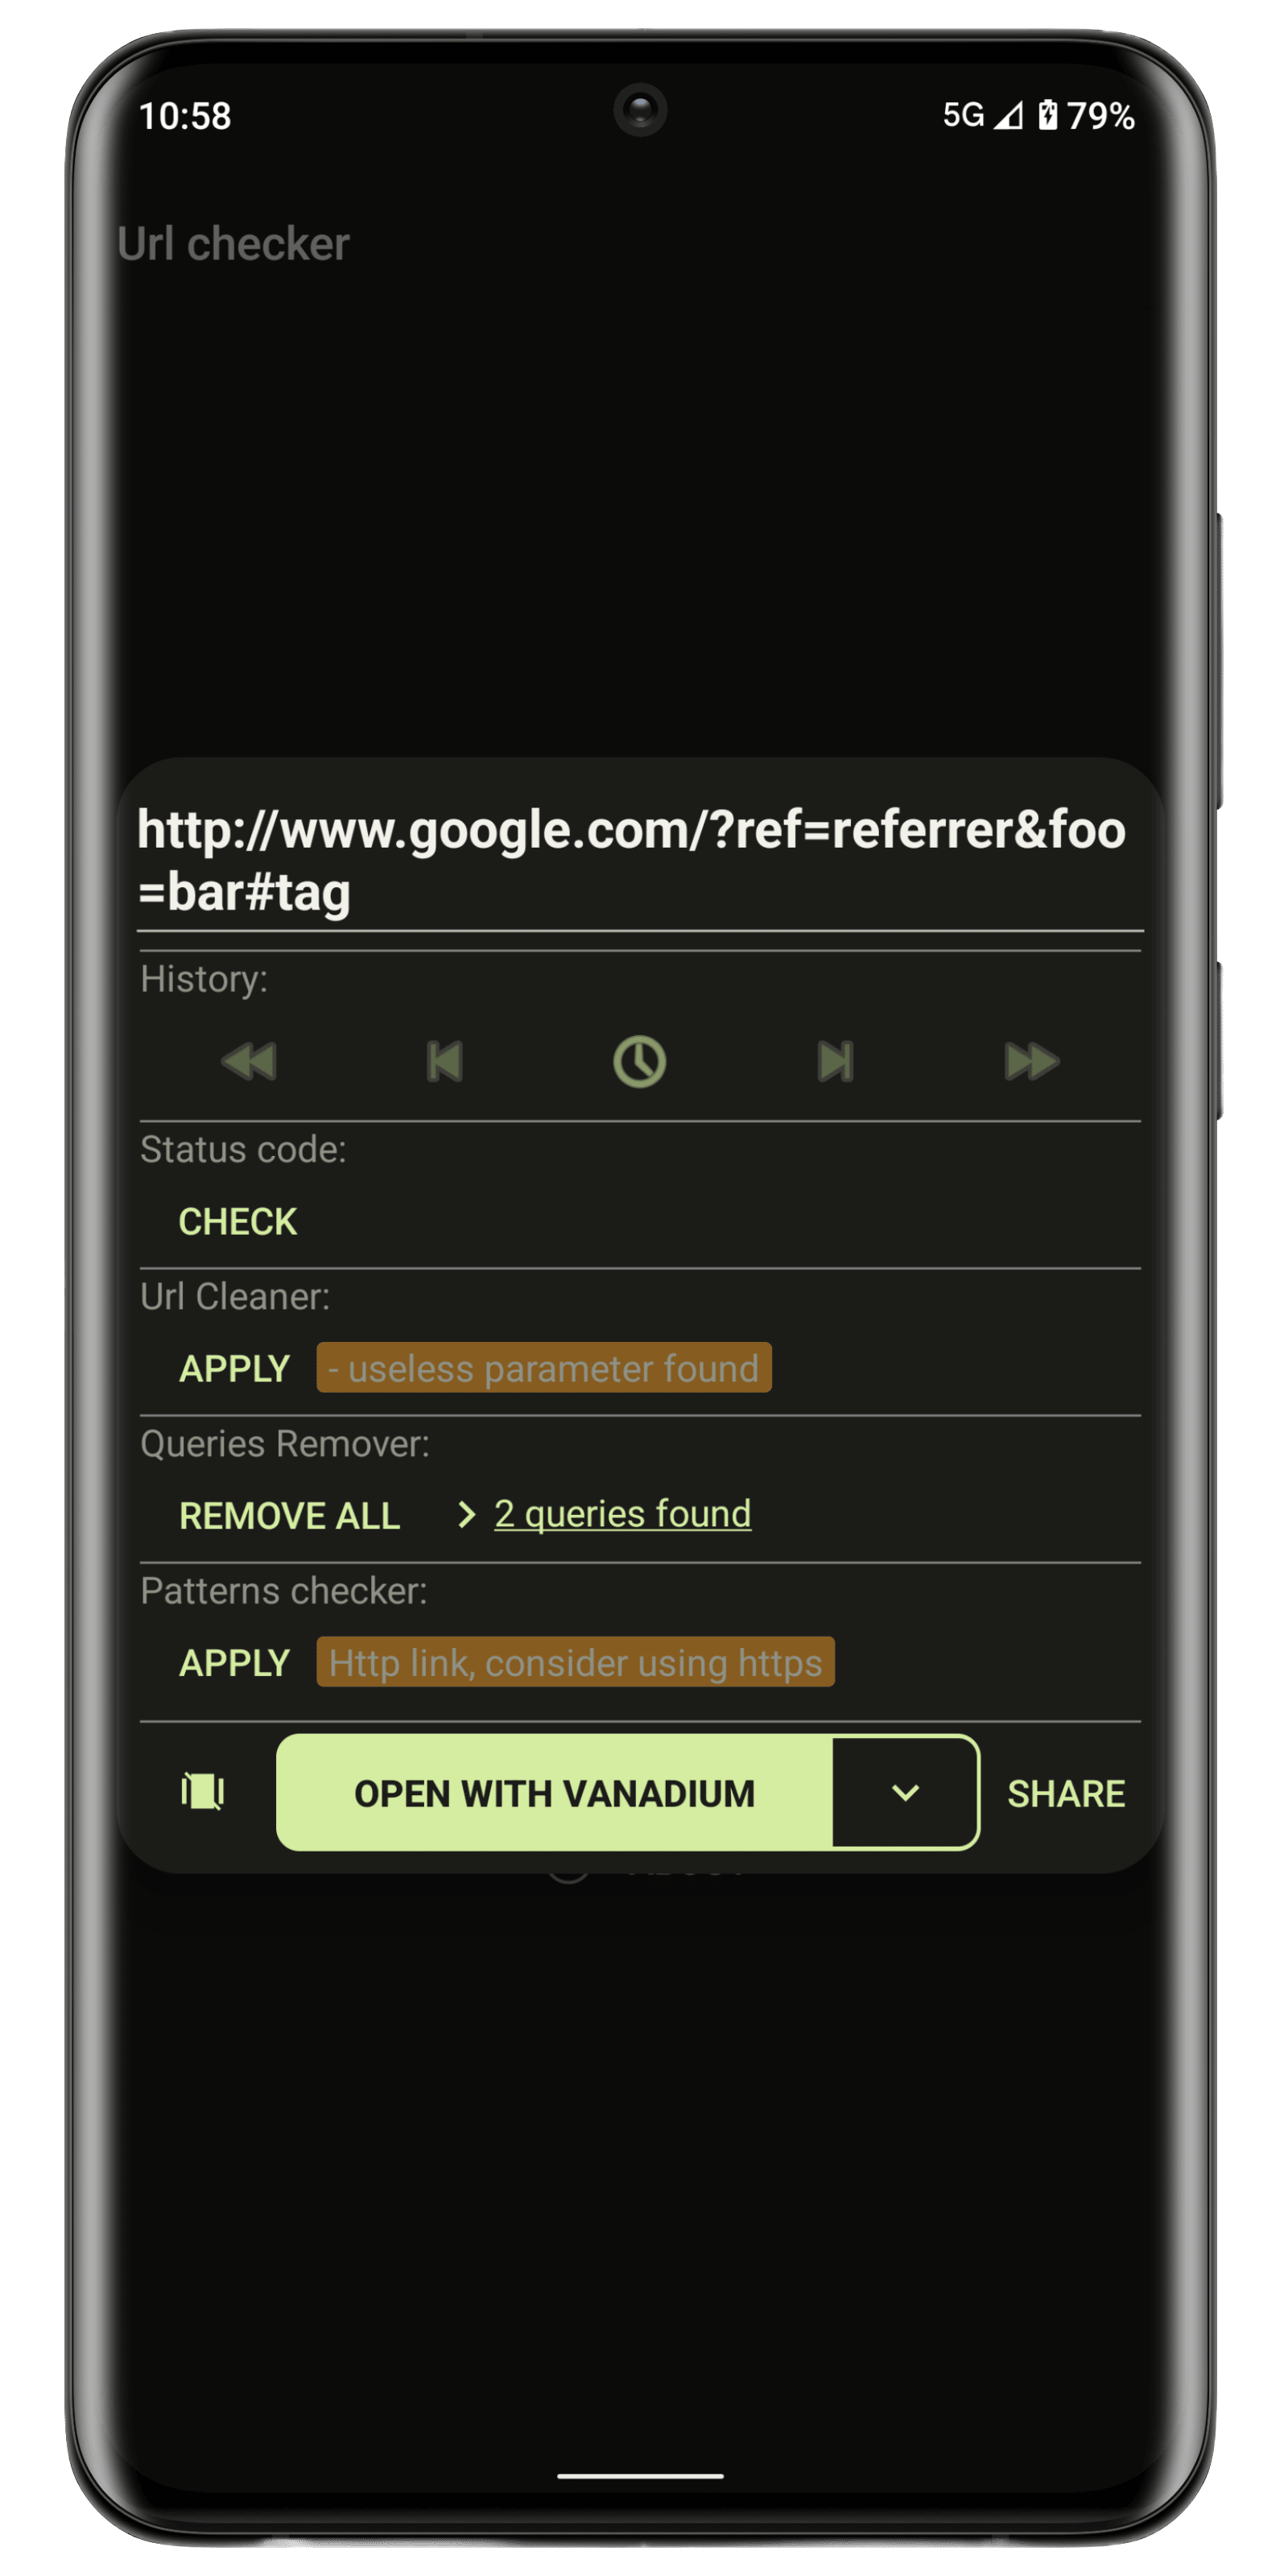 10:58
5G 79%
Url checker
http://www.google.com/?ref=referrer&foo
=bar#tag
History:
Status code:
CHECK
Url Cleaner:
APPLY - useless parameter found
Queries Remover:
REMOVE ALL 2 queries found
Patterns checker:
APPLY Http link, consider using https
OPEN WITH VANADIUM SHARE